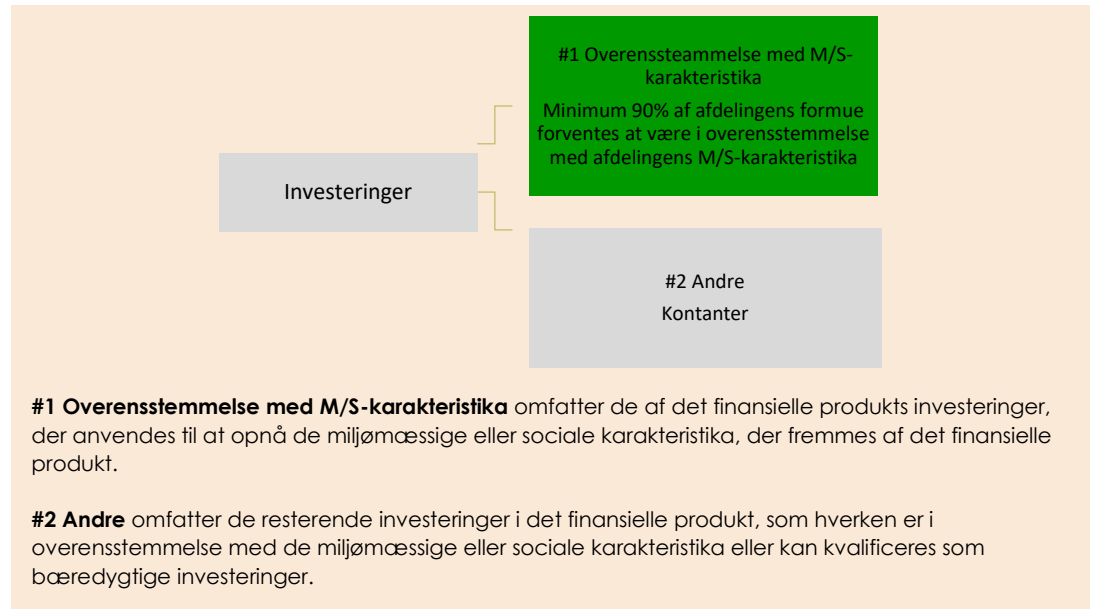 #1 Overenssteammelse med M/S-
karakteristika
Minimum 90% af afdelingens formue
forventes at være i overensstemmelse
med afdelingens M/S-karakteristika
Investeringer
#2 Andre
Kontanter
#1 Overensstemmelse med M/S-karakteristika omfatter de af det finansielle produkts investeringer,
der anvendes til at opnå de miljømæssige eller sociale karakteristika, der fremmes af det finansielle
produkt.
#2 Andre omfatter de resterende investeringer i det finansielle produkt, som hverken er i
overensstemmelse med de miljømæssige eller sociale karakteristika eller kan kvalificeres som
bæredygtige investeringer.